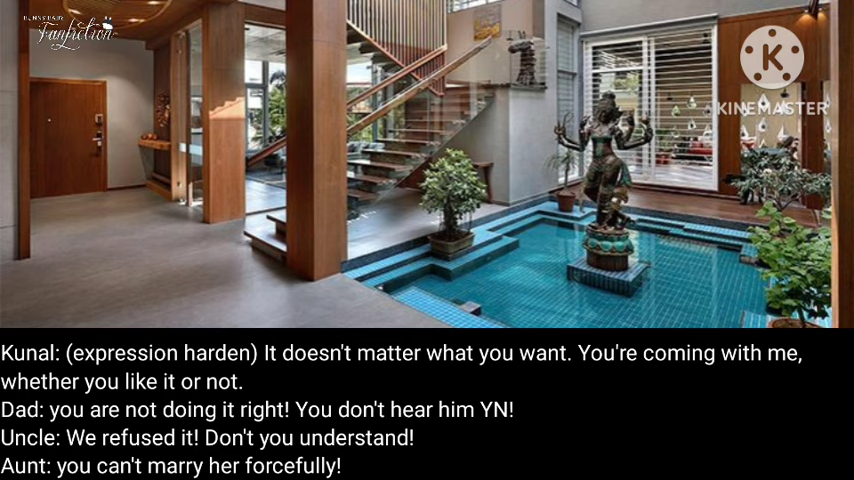 BUNNY HAIR
Fanfiction
KINEMASTER
Kunal: (expression harden) It doesn't matter what you want. You're coming with me,
whether you like it or not.
Dad: you are not doing it right! You don't hear him YN!
Uncle: We refused it! Don't you understand!
Aunt: you can't marry her forcefully!